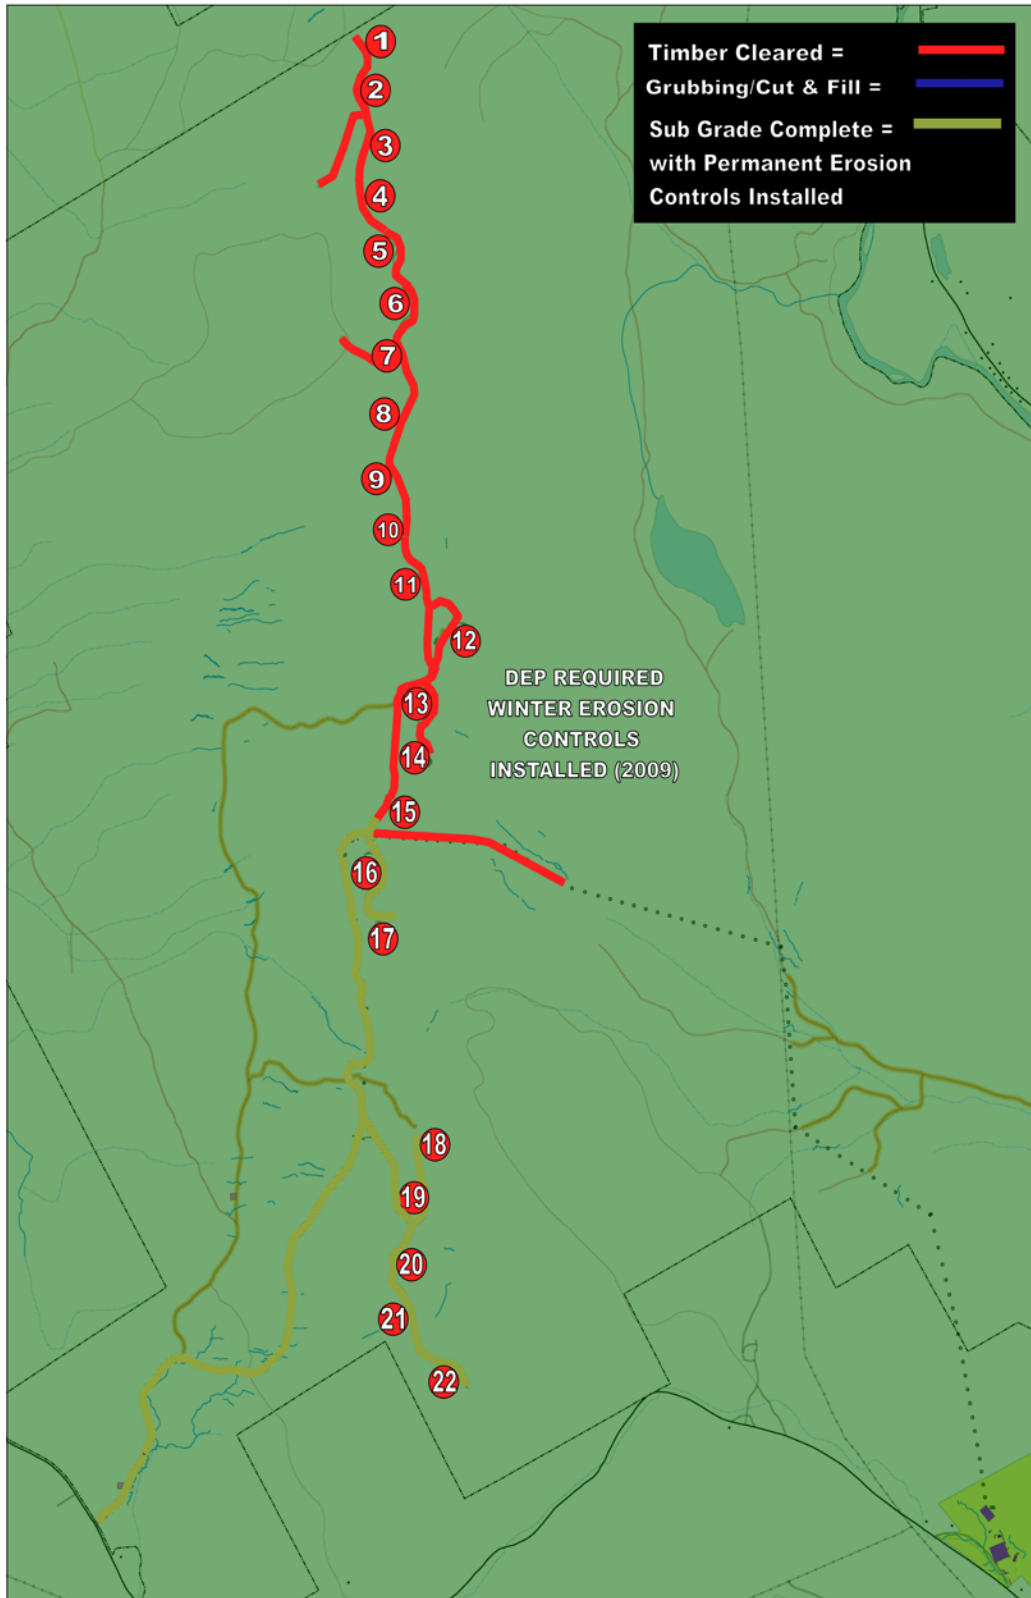 Timber Cleared =
Grubbing/Cut & Fill =
Sub Grade Complete =
with Permanent Erosion
Controls Installed
1
2
3
4
5
6
7
8
9
10
11
12
DEP REQUIRED
WINTER EROSION
CONTROLS
INSTALLED (2009)
13
14
15
16
17
18
19
20
21
22